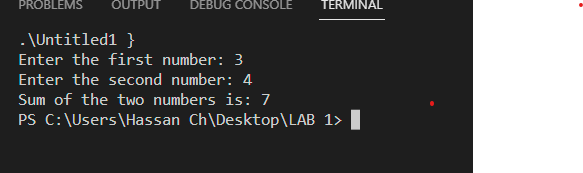 PROBLEMS OUTPUT DEBUG CONSOLE TERMINAL
.\Untitled1 }
Enter the first number: 3
Enter the second number: 4
Sum of the two numbers is: 7
PS C:\Users\Hassan Ch\Desktop\LAB 1>